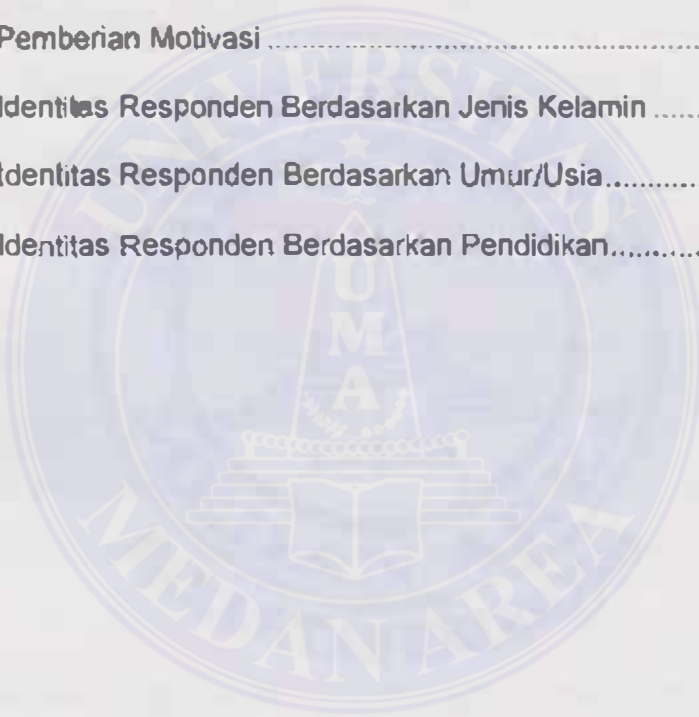 Pemberian Motivasi ........................................................
Identitas Responden Berdasarkan Jenis Kelamin ......
Identitas Responden Berdasarkan Umur/Usia............
Identitas Responden Berdasarkan Pendidikan...........
UNIVERSITAS
UMA
MEDAN AREA